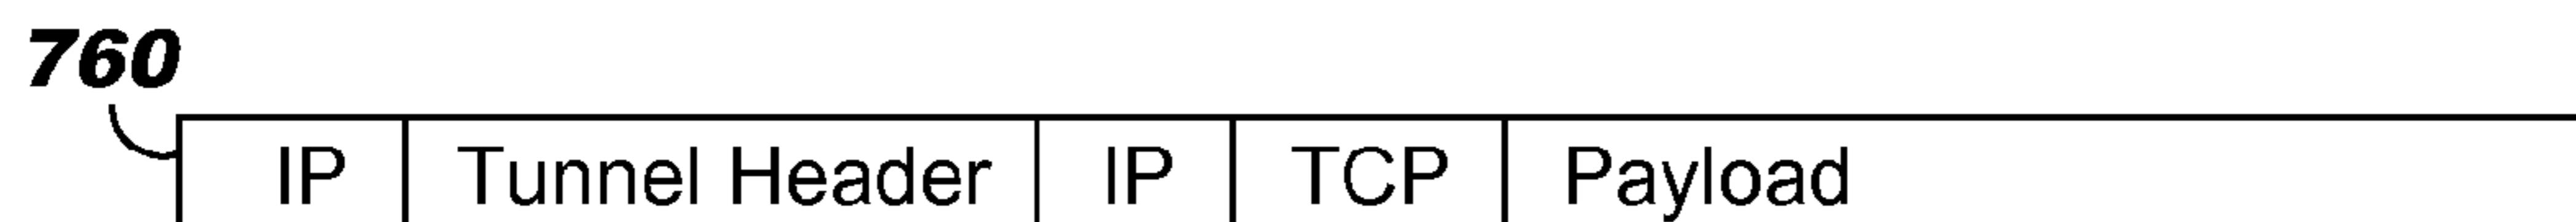 760
IP Tunnel Header IP TCP Payload